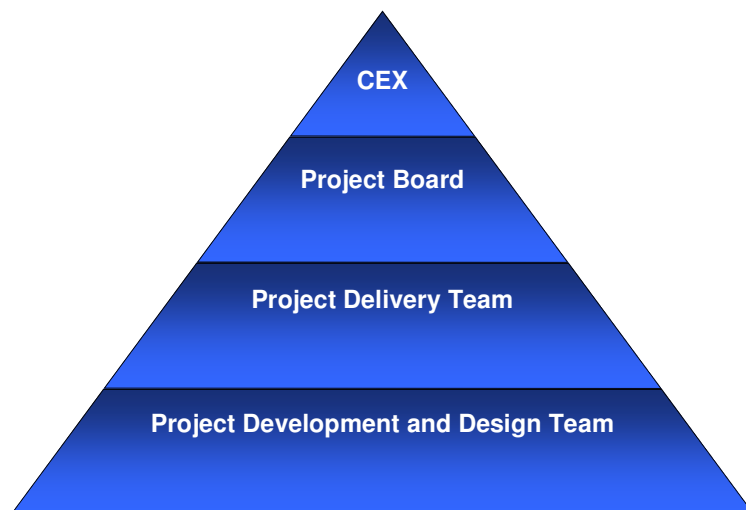 CEX
Project Board
Project Delivery Team
Project Development and Design Team